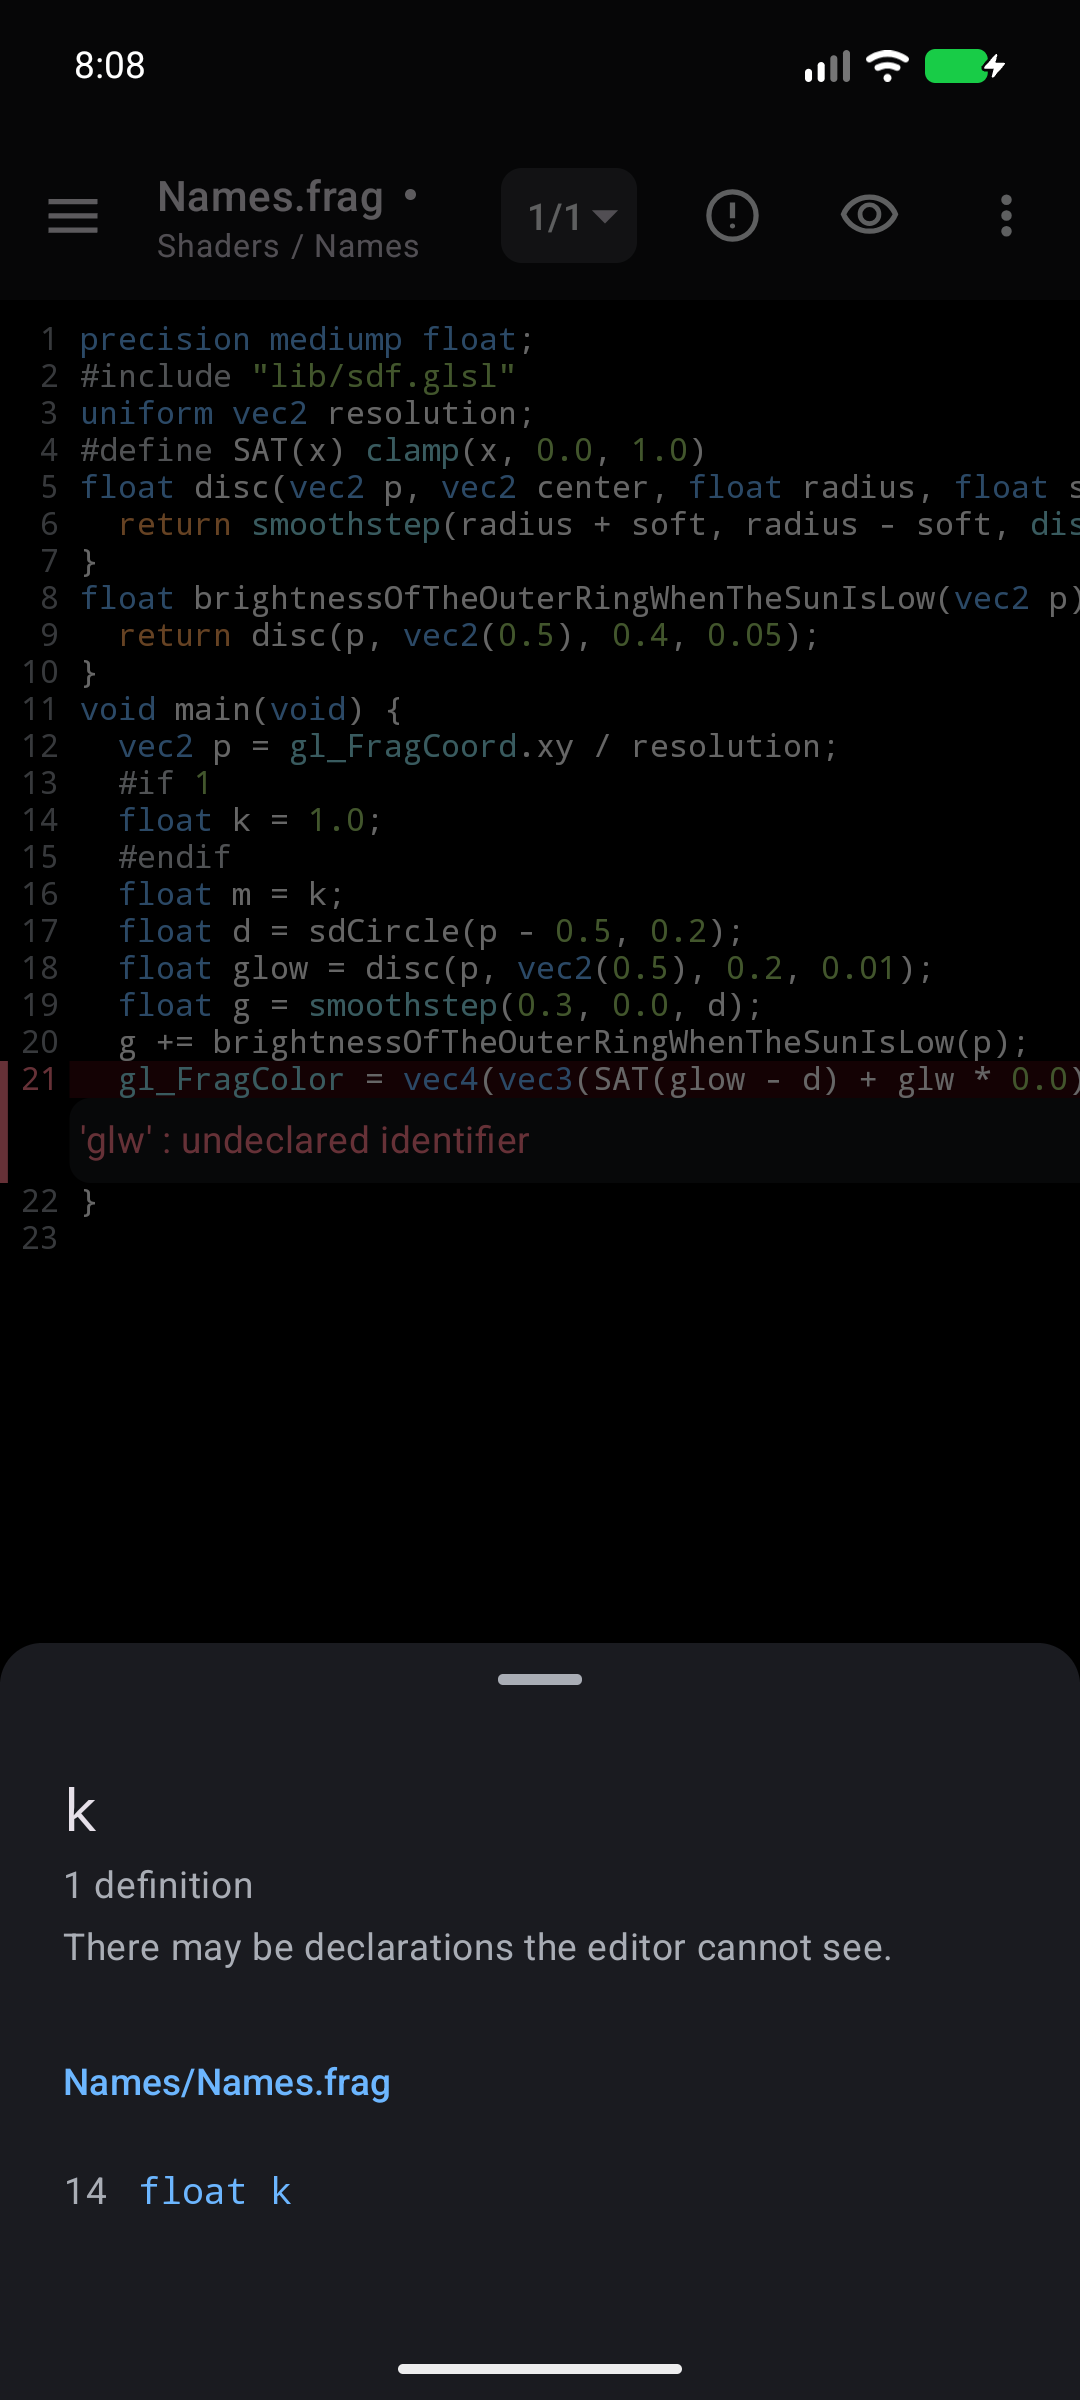 8:08
Names.frag •
Shaders / Names
1/1
1 precision mediump float;
2 #include "lib/sdf.glsl"
3 uniform vec2 resolution;
4 #define SAT(x) clamp(x, 0.0, 1.0)
5 float disc(vec2 p, vec2 center, float radius, float s
6   return smoothstep(radius + soft, radius - soft, dis
7 }
8 float brightnessOfTheOuterRingWhenTheSunIsLow(vec2 p)
9   return disc(p, vec2(0.5), 0.4, 0.05);
10 }
11 void main(void) {
12   vec2 p = gl_FragCoord.xy / resolution;
13   #if 1
14   float k = 1.0;
15   #endif
16   float m = k;
17   float d = sdCircle(p - 0.5, 0.2);
18   float glow = disc(p, vec2(0.5), 0.2, 0.01);
19   float g = smoothstep(0.3, 0.0, d);
20   g += brightnessOfTheOuterRingWhenTheSunIsLow(p);
21   gl_FragColor = vec4(vec3(SAT(glow - d) + glw * 0.0)
'glw' : undeclared identifier
22 }
23
k
1 definition
There may be declarations the editor cannot see.
Names/Names.frag
14 float k